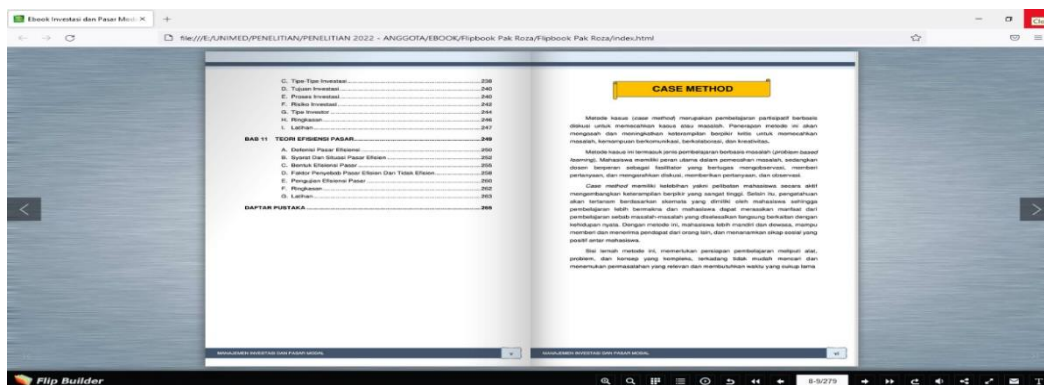 Ebook Investasi dan Pasar Mod
file:///E:/UNIMED/PENELITIAN/PENELITIAN 2022 - ANGGOTA/EBOOK/Flipbook Pak Roza/Flipbook Pak Roza/index.html
C. Tipe-Tipe Investasi 238
D. Tujuan Investasi 240
E. Proses Investasi 240
F. Risiko Investasi 242
G. Tipe Investor 244
H. Ringkasan 246
I. Latihan 247
BAB 11 TEORI EFISIENSI PASAR 249
A. Defenisi Pasar Efisiensi 250
B. Syarat Dan Situasi Pasar Efisien 252
C. Bentuk Efisiensi Pasar 255
D. Faktor Penyebab Pasar Efisien Dan Tidak Efisien 258
E. Pengujian Efisiensi Pasar 260
F. Ringkasan 262
G. Latihan 263
DAFTAR PUSTAKA 265
MANAJEMEN INVESTASI DAN PASAR MODAL v
CASE METHOD
Metode kasus (case method) merupakan pembelajaran partisipatif berbasis
diskusi untuk memecahkan kasus atau masalah. Penerapan metode ini akan
mengasah dan meningkatkan keterampilan berpikir kritis untuk memecahkan
masalah, kemampuan berkomunikasi, berkolaborasi, dan kreativitas.
Metode kasus ini termasuk jenis pembelajaran berbasis masalah (problem based
learning). Mahasiswa memiliki peran utama dalam pemecahan masalah, sedangkan
dosen berperan sebagai fasilitator yang bertugas mengobservasi, memberi
pertanyaan, dan mengarahkan diskusi, memberikan pertanyaan, dan observasi.
Case method memiliki kelebihan yakni pelibatan mahasiswa secara aktif
mengembangkan keterampilan berpikir yang sangat tinggi. Selain itu, pengetahuan
akan tertanam berdasarkan skemata yang dimiliki oleh mahasiswa sehingga
pembelajaran lebih bermakna dan mahasiswa dapat merasakan manfaat dari
pembelajaran sebab masalah-masalah yang diselesaikan langsung berkaitan dengan
kehidupan nyata. Dengan metode ini, mahasiswa lebih mandiri dan dewasa, mampu
memberi dan menerima pendapat dari orang lain, dan menanamkan sikap sosial yang
positif antar mahasiswa.
Sisi lemah metode ini, memerlukan persiapan pembelajaran meliputi alat,
problem, dan konsep yang kompleks, terkadang tidak mudah mencari dan
menemukan permasalahan yang relevan dan membutuhkan waktu yang cukup lama
MANAJEMEN INVESTASI DAN PASAR MODAL vi
Flip Builder
8-9/279